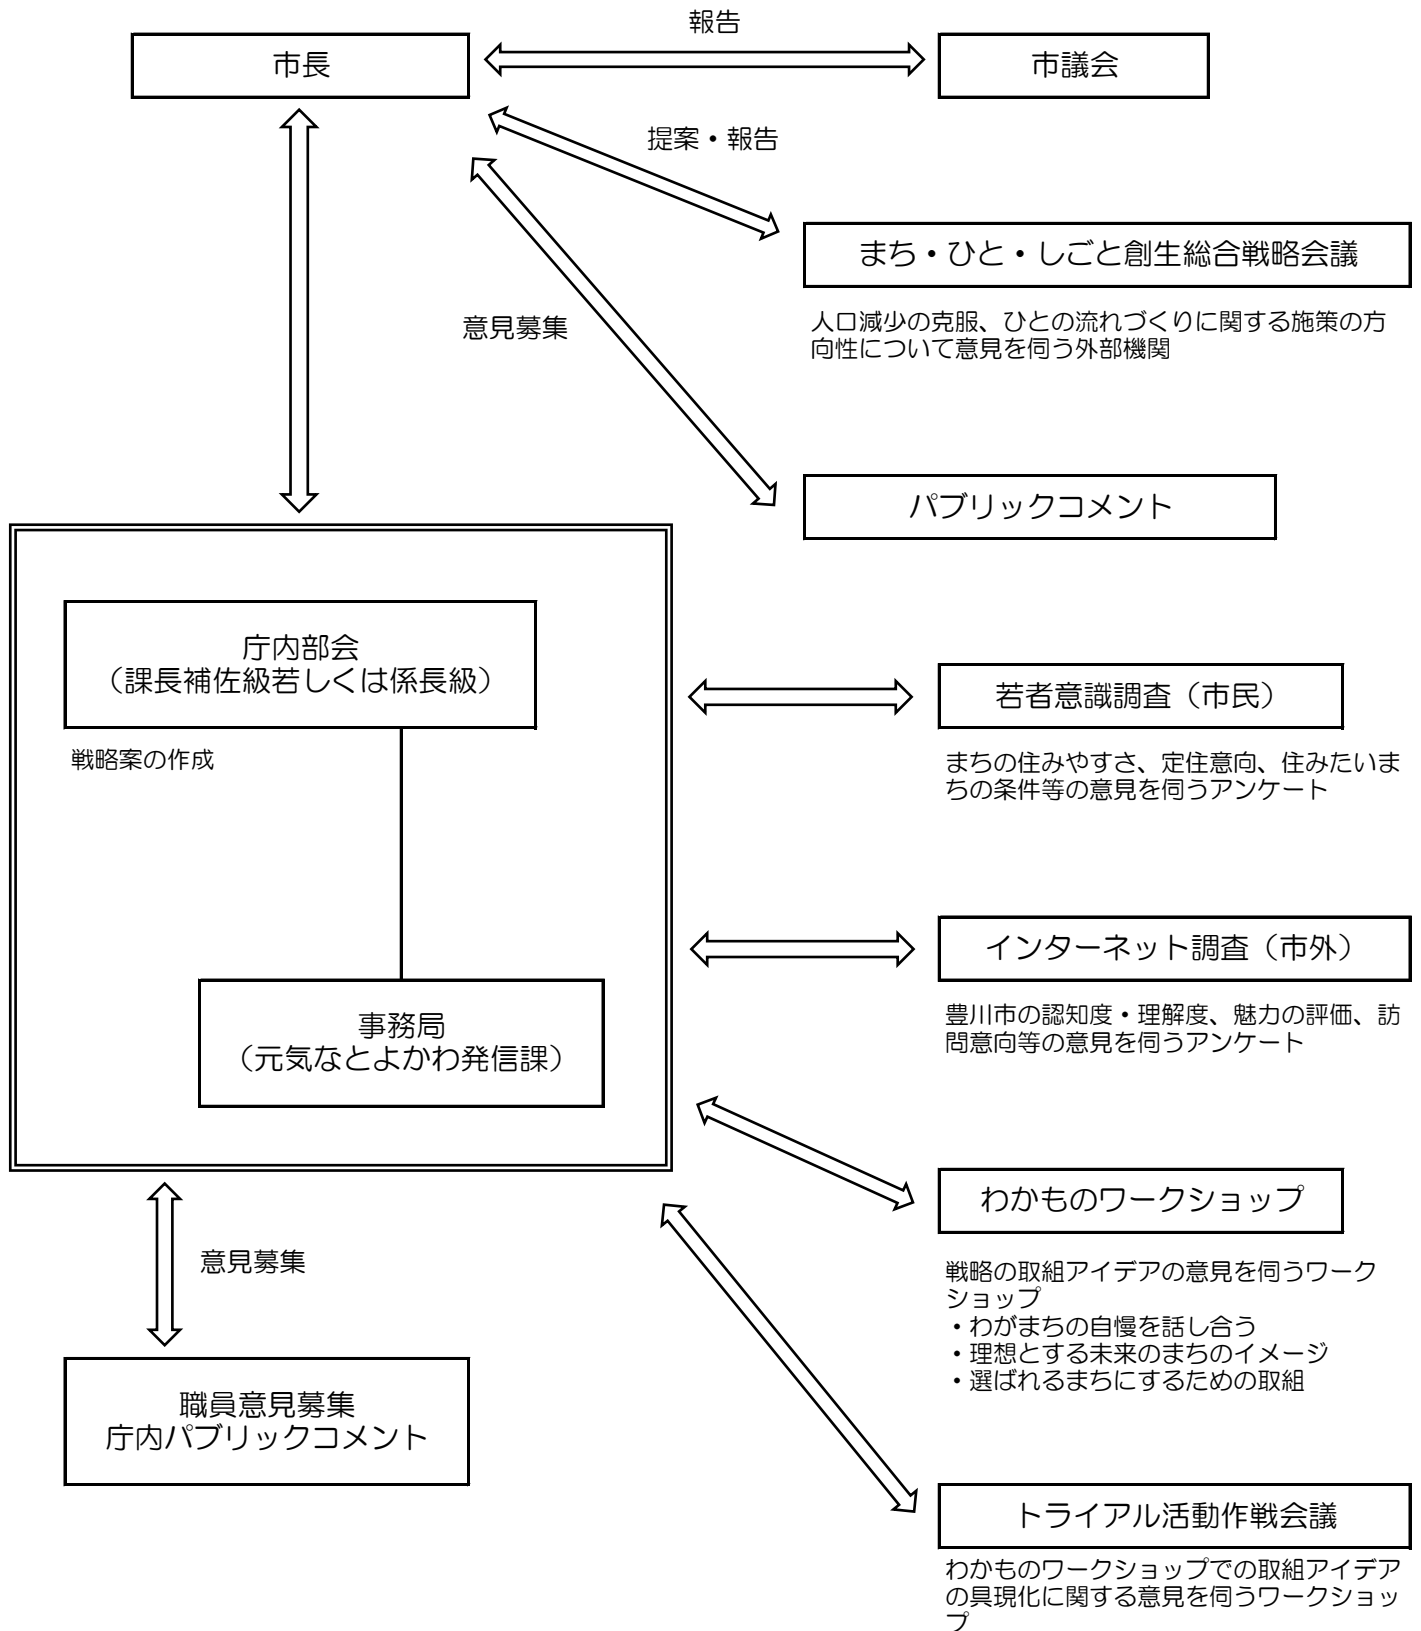 報告
市長
市議会
提案・報告
まち・ひと・しごと創生総合戦略会議
人口減少の克服、ひとの流れづくりに関する施策の方
向性について意見を伺う外部機関
意見募集
パブリックコメント
庁内部会
（課長補佐級若しくは係長級）
戦略案の作成
若者意識調査（市民）
まちの住みやすさ、定住意向、住みたいま
ちの条件等の意見を伺うアンケート
インターネット調査（市外）
豊川市の認知度・理解度、魅力の評価、訪
問意向等の意見を伺うアンケート
事務局
（元気なとよかわ発信課）
わかものワークショップ
戦略の取組アイデアの意見を伺うワーク
ショップ
・わがまちの自慢を話し合う
・理想とする未来のまちのイメージ
・選ばれるまちにするための取組
意見募集
職員意見募集
庁内パブリックコメント
トライアル活動作戦会議
わかものワークショップでの取組アイデア
の具現化に関する意見を伺うワークショッ
プ